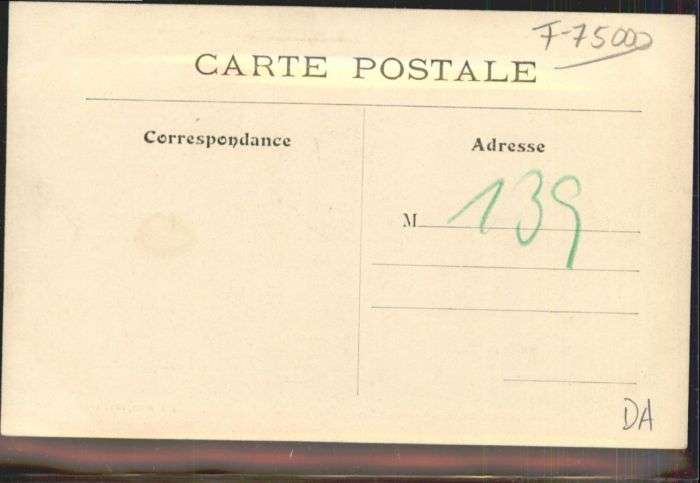 F-75000
CARTE POSTALE
Correspondance
Adresse
M 139
DA